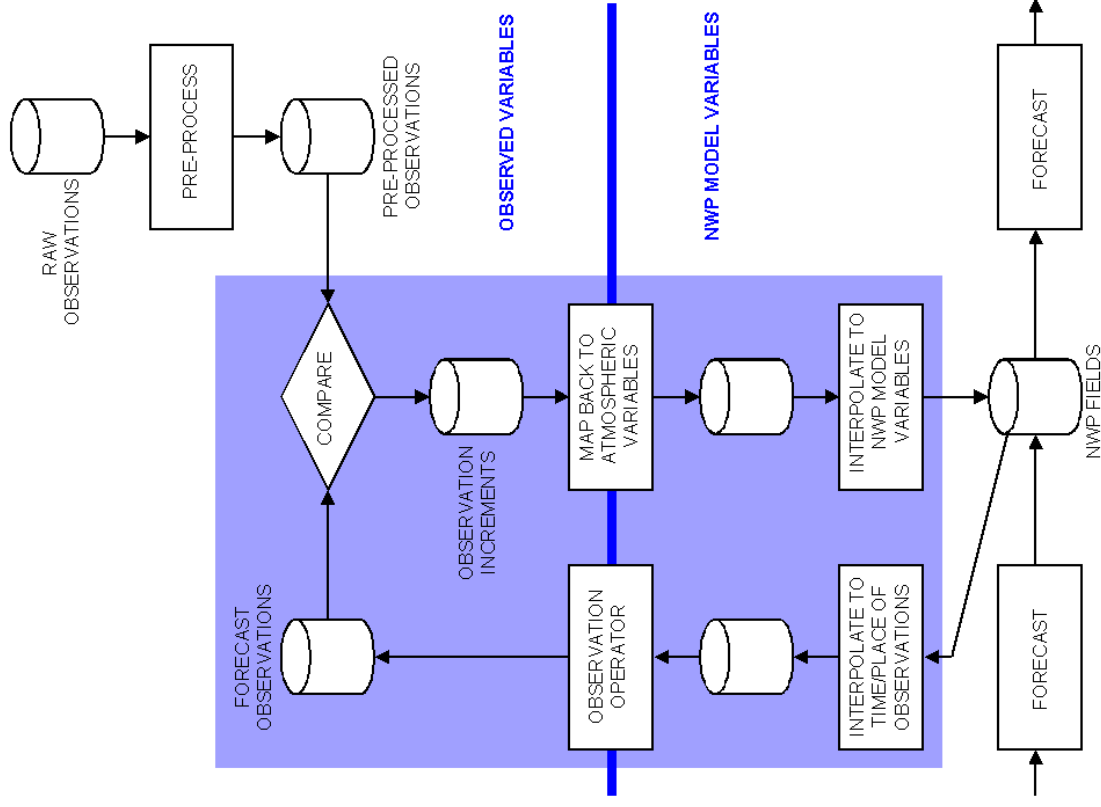 RAW
OBSERVATIONS
PRE-PROCESS
PRE-PROCESSED
OBSERVATIONS
OBSERVED VARIABLES
NWP MODEL VARIABLES
FORECAST
OBSERVATIONS
COMPARE
OBSERVATION
INCREMENTS
OBSERVATION
OPERATOR
MAP BACK TO
ATMOSPHERIC
VARIABLES
INTERPOLATE TO
TIME/PLACE OF
OBSERVATIONS
INTERPOLATE TO
NWP MODEL
VARIABLES
FORECAST
NWP FIELDS
FORECAST